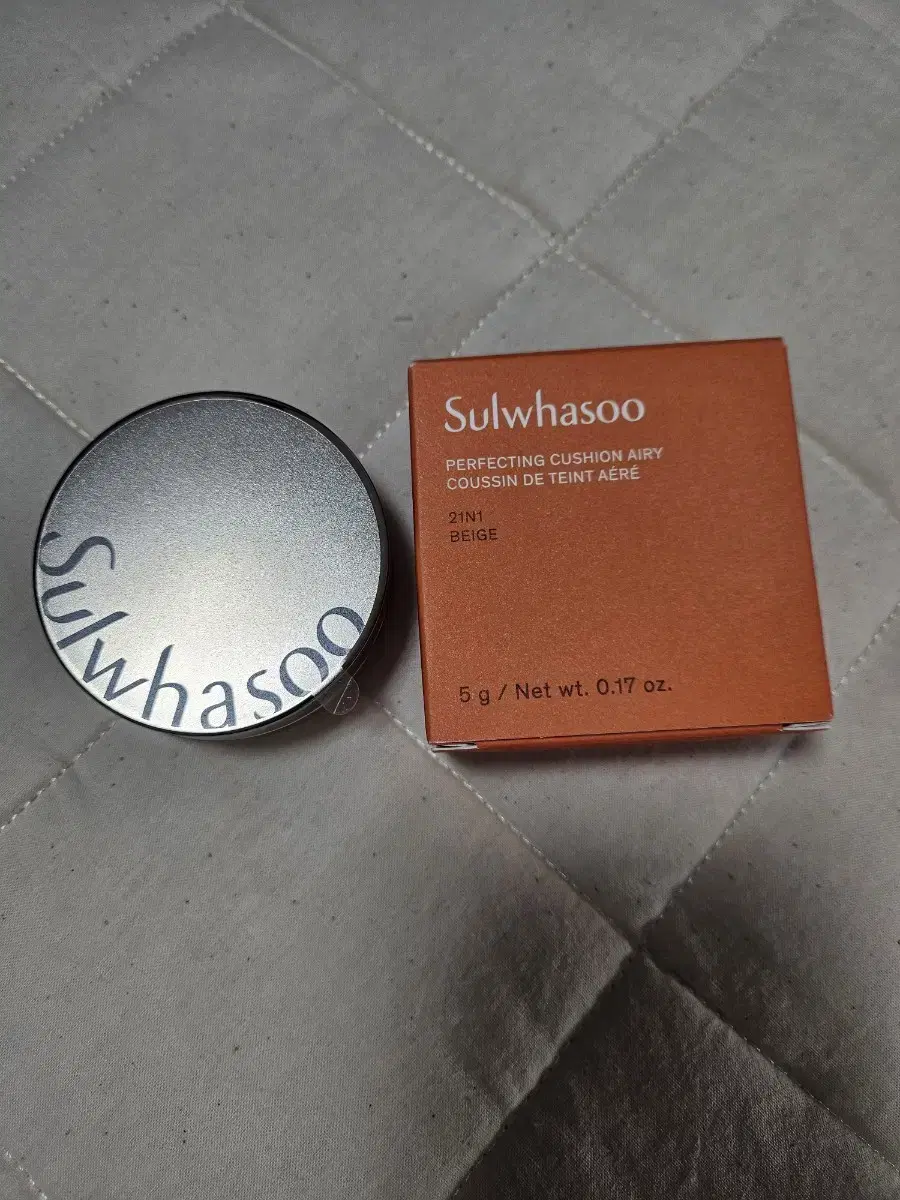 Sulwhasoo
Sulwhasoo
PERFECTING CUSHION AIRY
COUSSIN DE TEINT AÉRÉ
21N1
BEIGE
5 g / Net wt. 0.17 oz.